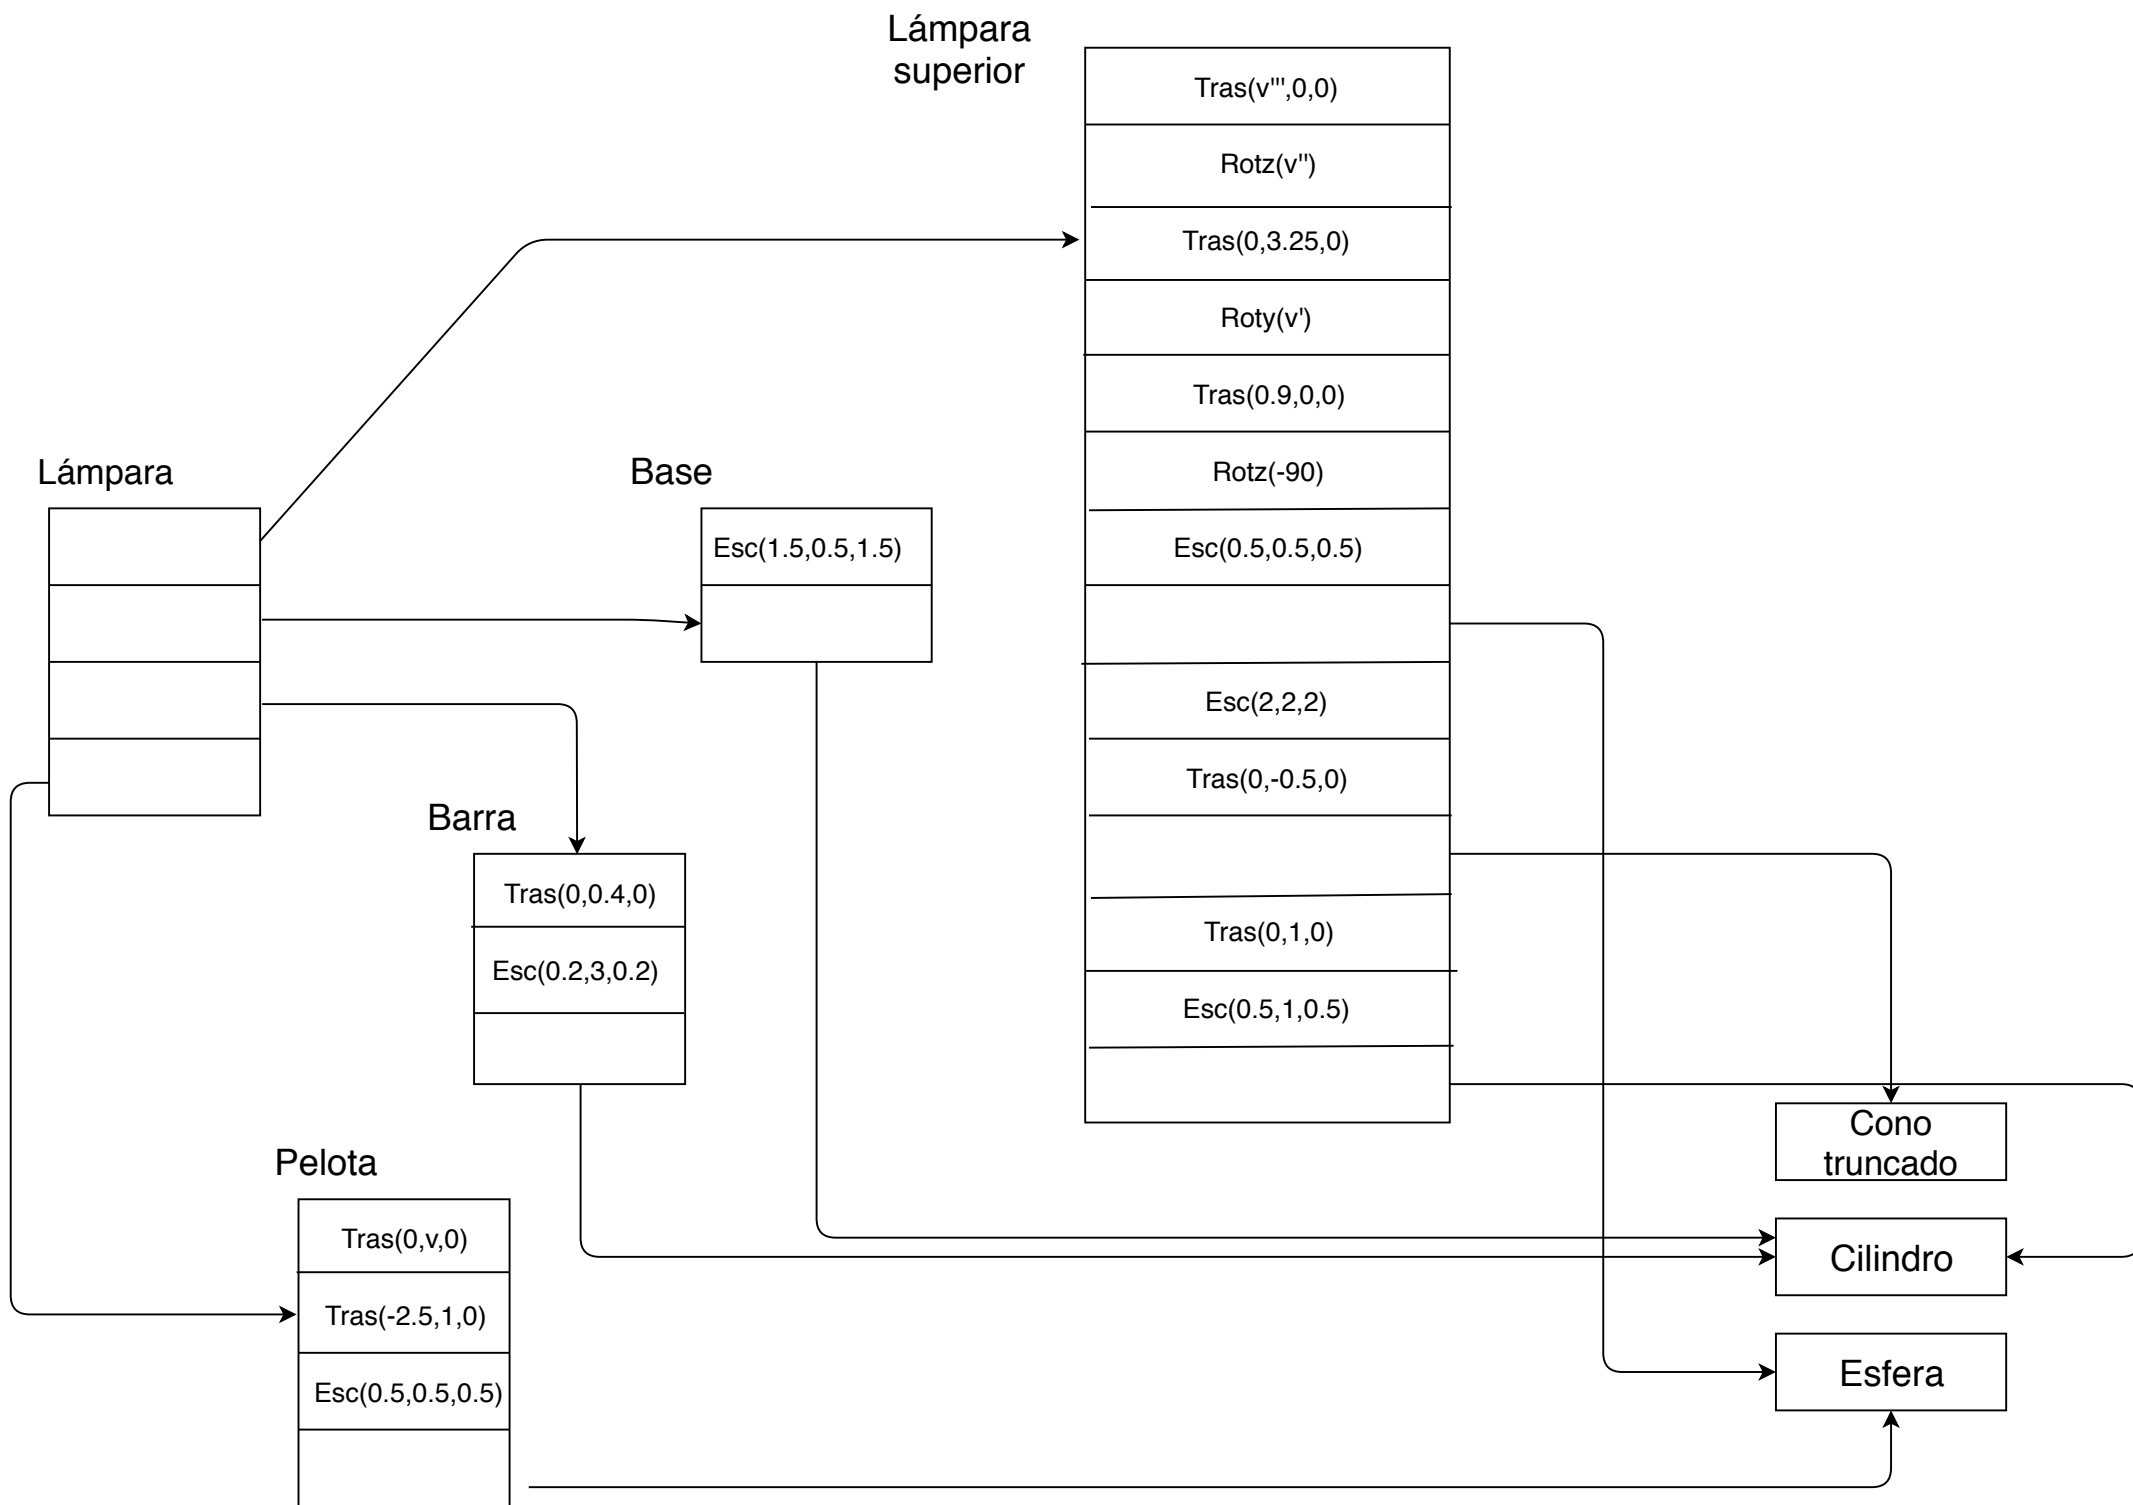 Lámpara
superior
Tras(v''',0,0)
Rotz(v'')
Tras(0,3.25,0)
Roty(v')
Tras(0.9,0,0)
Rotz(-90)
Esc(0.5,0.5,0.5)
Esc(2,2,2)
Tras(0,-0.5,0)
Tras(0,1,0)
Esc(0.5,1,0.5)
Lámpara
Base
Esc(1.5,0.5,1.5)
Barra
Tras(0,0.4,0)
Esc(0.2,3,0.2)
Pelota
Tras(0,v,0)
Tras(-2.5,1,0)
Esc(0.5,0.5,0.5)
Cono
truncado
Cilindro
Esfera